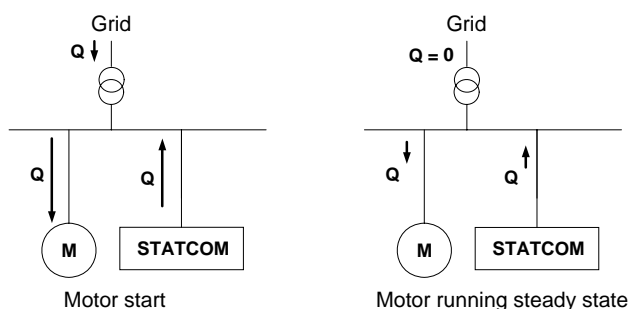 Grid
Q
Q
Q
M
STATCOM
Motor start
Grid
Q = 0
Q
Q
M
STATCOM
Motor running steady state